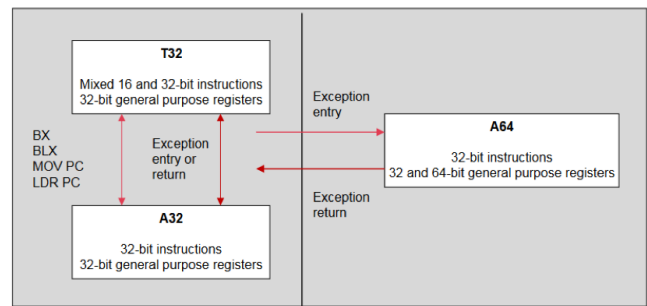 T32
Mixed 16 and 32-bit instructions
32-bit general purpose registers
BX
BLX
MOV PC
LDR PC
Exception
entry or
return
A32
32-bit instructions
32-bit general purpose registers
Exception
entry
Exception
return
A64
32-bit instructions
32 and 64-bit general purpose registers